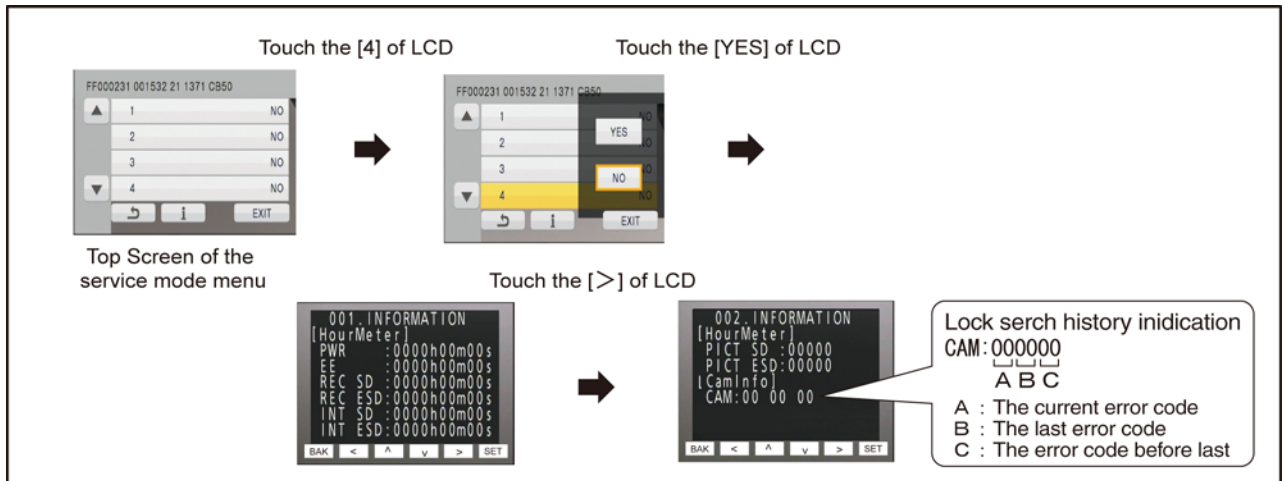 Touch the [4] of LCD
Touch the [YES] of LCD
FF000231 001532 21 1371 CB50
1 NO
2 NO
3 NO
4 NO
i EXIT
FF000231 001532 21 1371 CB50
1 NO
YES
2 NO
3 NO
NO
4 NO
i EXIT
Top Screen of the
service mode menu
Touch the [>] of LCD
001.INFORMATION
[HourMeter]
PWR :0000h00m00s
EE :0000h00m00s
REC SD :0000h00m00s
REC ESD:0000h00m00s
INT SD :0000h00m00s
INT ESD:0000h00m00s
BAK < ^ v > SET
002.INFORMATION
[HourMeter]
PICT SD :00000
PICT ESD:00000
[CamInfo]
CAM:00 00 00
BAK < ^ v > SET
Lock serch history inidication
CAM:000000
A B C
A : The current error code
B : The last error code
C : The error code before last